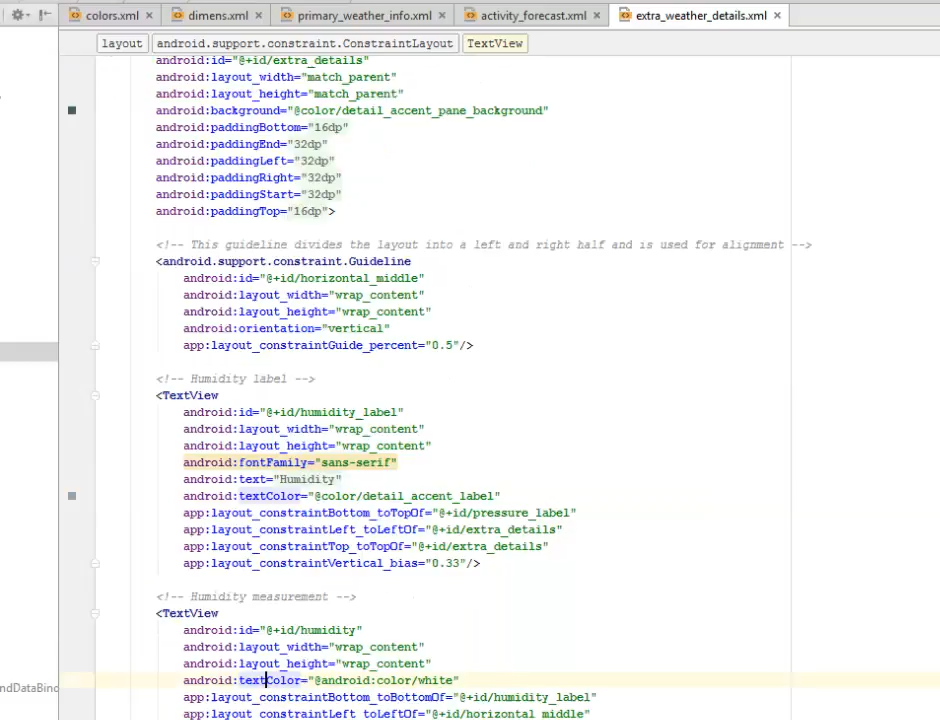 colors.xml dimens.xml primary_weather_info.xml activity_forecast.xml extra_weather_details.xml
layout android.support.constraint.ConstraintLayout TextView
android:id="@+id/extra_details"
android:layout_width="match_parent"
android:layout_height="match_parent"
android:background="@color/detail_accent_pane_background"
android:paddingBottom="16dp"
android:paddingEnd="32dp"
android:paddingLeft="32dp"
android:paddingRight="32dp"
android:paddingStart="32dp"
android:paddingTop="16dp">
<!-- This guideline divides the layout into a left and right half and is used for alignment -->
<android.support.constraint.Guideline
android:id="@+id/horizontal_middle"
android:layout_width="wrap_content"
android:layout_height="wrap_content"
android:orientation="vertical"
app:layout_constraintGuide_percent="0.5"/>
<!-- Humidity label -->
<TextView
android:id="@+id/humidity_label"
android:layout_width="wrap_content"
android:layout_height="wrap_content"
android:fontFamily="sans-serif"
android:text="Humidity"
android:textColor="@color/detail_accent_label"
app:layout_constraintBottom_toTopOf="@+id/pressure_label"
app:layout_constraintLeft_toLeftOf="@+id/extra_details"
app:layout_constraintTop_toTopOf="@+id/extra_details"
app:layout_constraintVertical_bias="0.33"/>
<!-- Humidity measurement -->
<TextView
android:id="@+id/humidity"
android:layout_width="wrap_content"
android:layout_height="wrap_content"
ndDataBind android:textColor="@android:color/white"
app:layout_constraintBottom_toBottomOf="@+id/humidity_label"
app:layout_constraintLeft_toLeftOf="@+id/horizontal_middle"